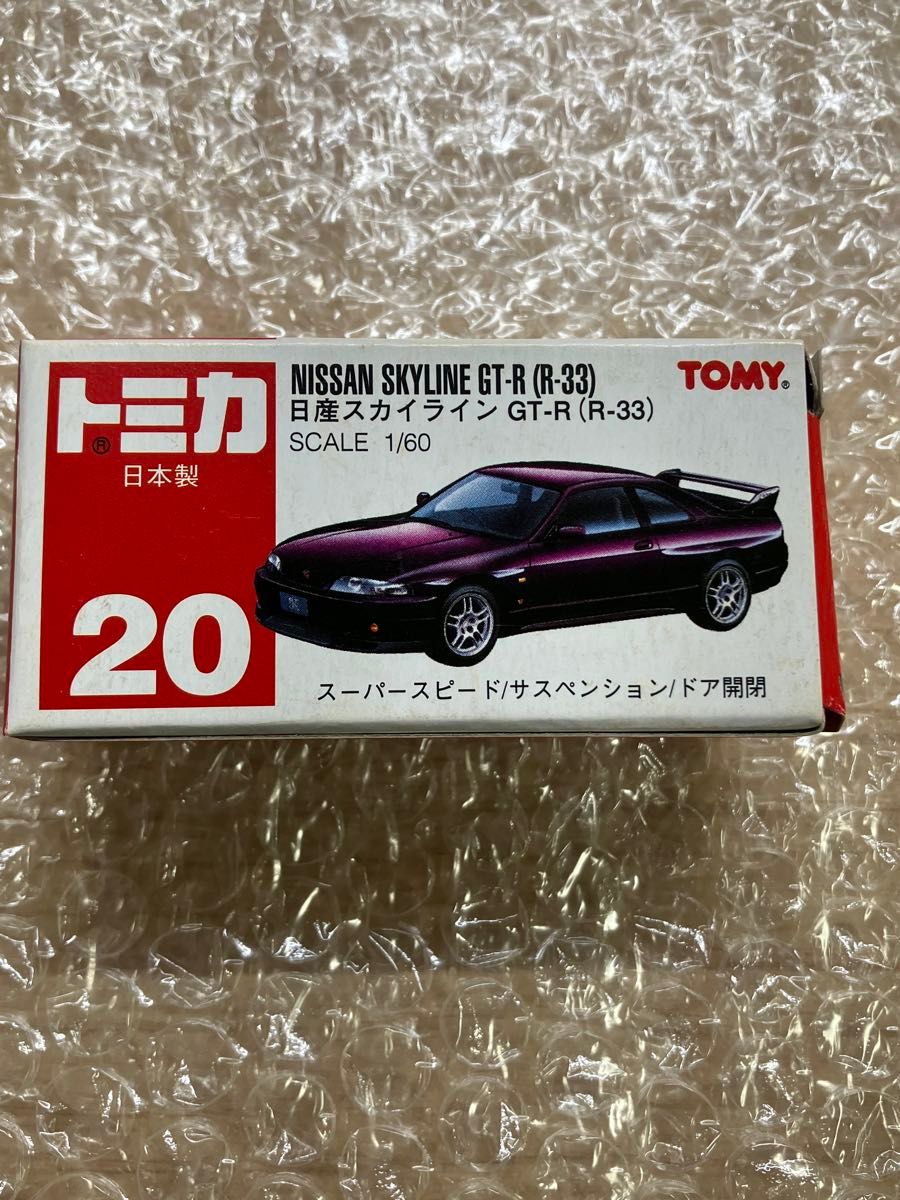 トミカ®
日本製
20
NISSAN SKYLINE GT-R (R-33)
日産スカイライン GT-R(R-33)
SCALE 1/60
TOMY®
スーパースピード/サスペンション/ドア開閉